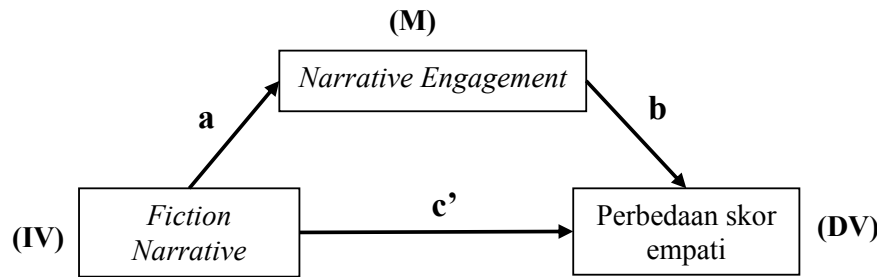 (M)
Narrative Engagement
a
b
(IV)
Fiction
Narrative
c’
Perbedaan skor
empati
(DV)